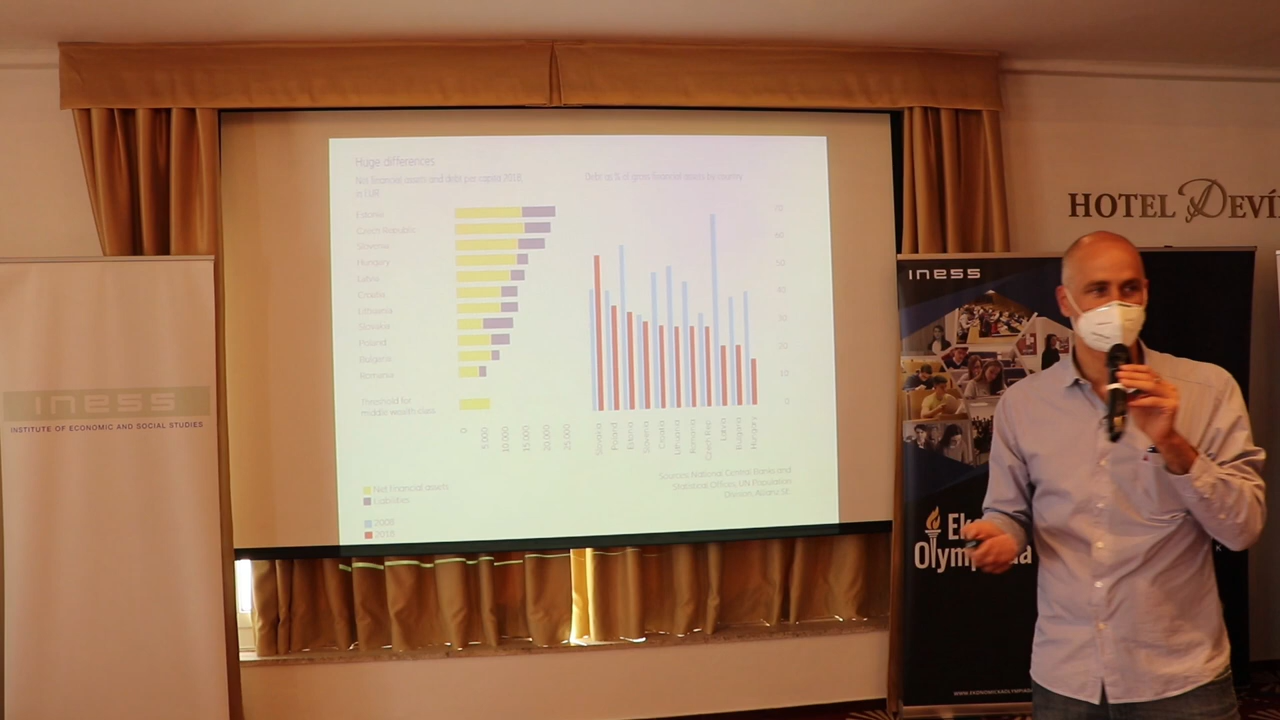 Huge differences
Net financial assets and debt per capita 2018,
in EUR
Debt as % of gross financial assets by country
Estonia
Czech Republic
Slovenia
Hungary
Latvia
Croatia
Lithuania
Slovakia
Poland
Bulgaria
Romania
Threshold for
middle wealth class
0
5,000
10,000
15,000
20,000
25,000
70
60
50
40
30
20
10
0
Slovakia
Poland
Estonia
Slovenia
Croatia
Lithuania
Romania
Czech Rep.
Latvia
Bulgaria
Hungary
Net financial assets
Liabilities
2008
2018
Sources: National Central Banks and
Statistical Offices, UN Population
Division, Allianz SE.
iness
INSTITUTE OF ECONOMIC AND SOCIAL STUDIES
HOTEL DEVÍ
iness
Ek
Olym
da
WWW.EKONOMICKAOLYMPIA